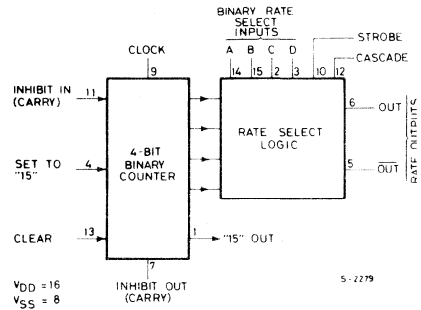 BINARY RATE
SELECT
INPUTS
A B C D
STROBE
CASCADE
CLOCK
9
14 15 2 3 10 12
INHIBIT IN
(CARRY)
11
6
OUT
4-BIT
BINARY
COUNTER
RATE SELECT
LOGIC
RATE OUTPUTS
SET TO
"15"
4
5
OUT
CLEAR
13
1
"15" OUT
7
INHIBIT OUT
(CARRY)
VDD = 16
VSS = 8
S-2279